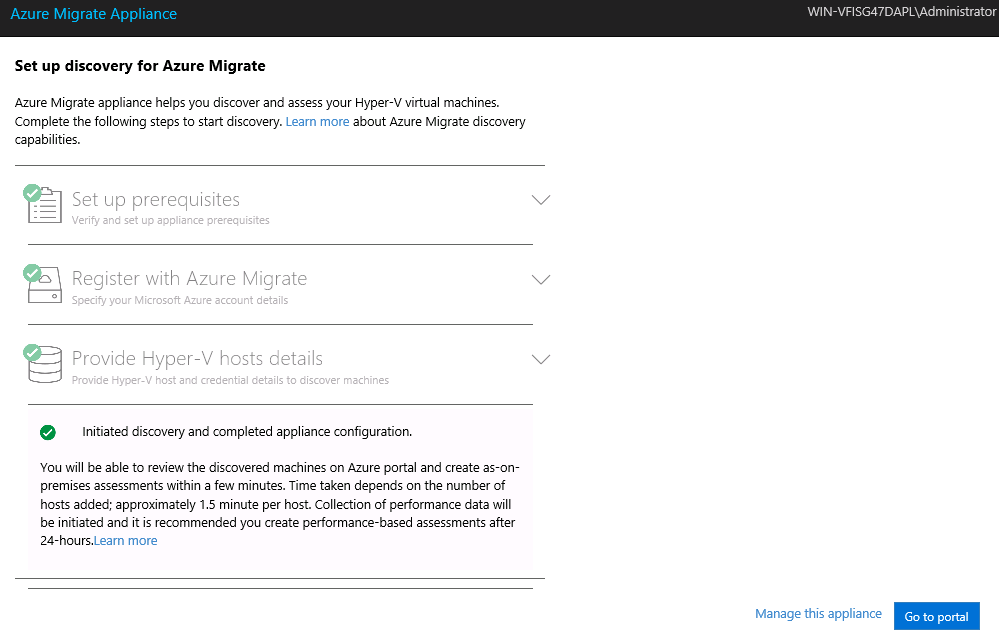 Azure Migrate Appliance
WIN-VFISG47DAPL\Administrator
Set up discovery for Azure Migrate
Azure Migrate appliance helps you discover and assess your Hyper-V virtual machines.
Complete the following steps to start discovery. Learn more about Azure Migrate discovery
capabilities.
Set up prerequisites
Verify and set up appliance prerequisites
Register with Azure Migrate
Specify your Microsoft Azure account details
Provide Hyper-V hosts details
Provide Hyper-V host and credential details to discover machines
Initiated discovery and completed appliance configuration.
You will be able to review the discovered machines on Azure portal and create as-on-
premises assessments within a few minutes. Time taken depends on the number of
hosts added; approximately 1.5 minute per host. Collection of performance data will
be initiated and it is recommended you create performance-based assessments after
24-hours.Learn more
Manage this appliance
Go to portal